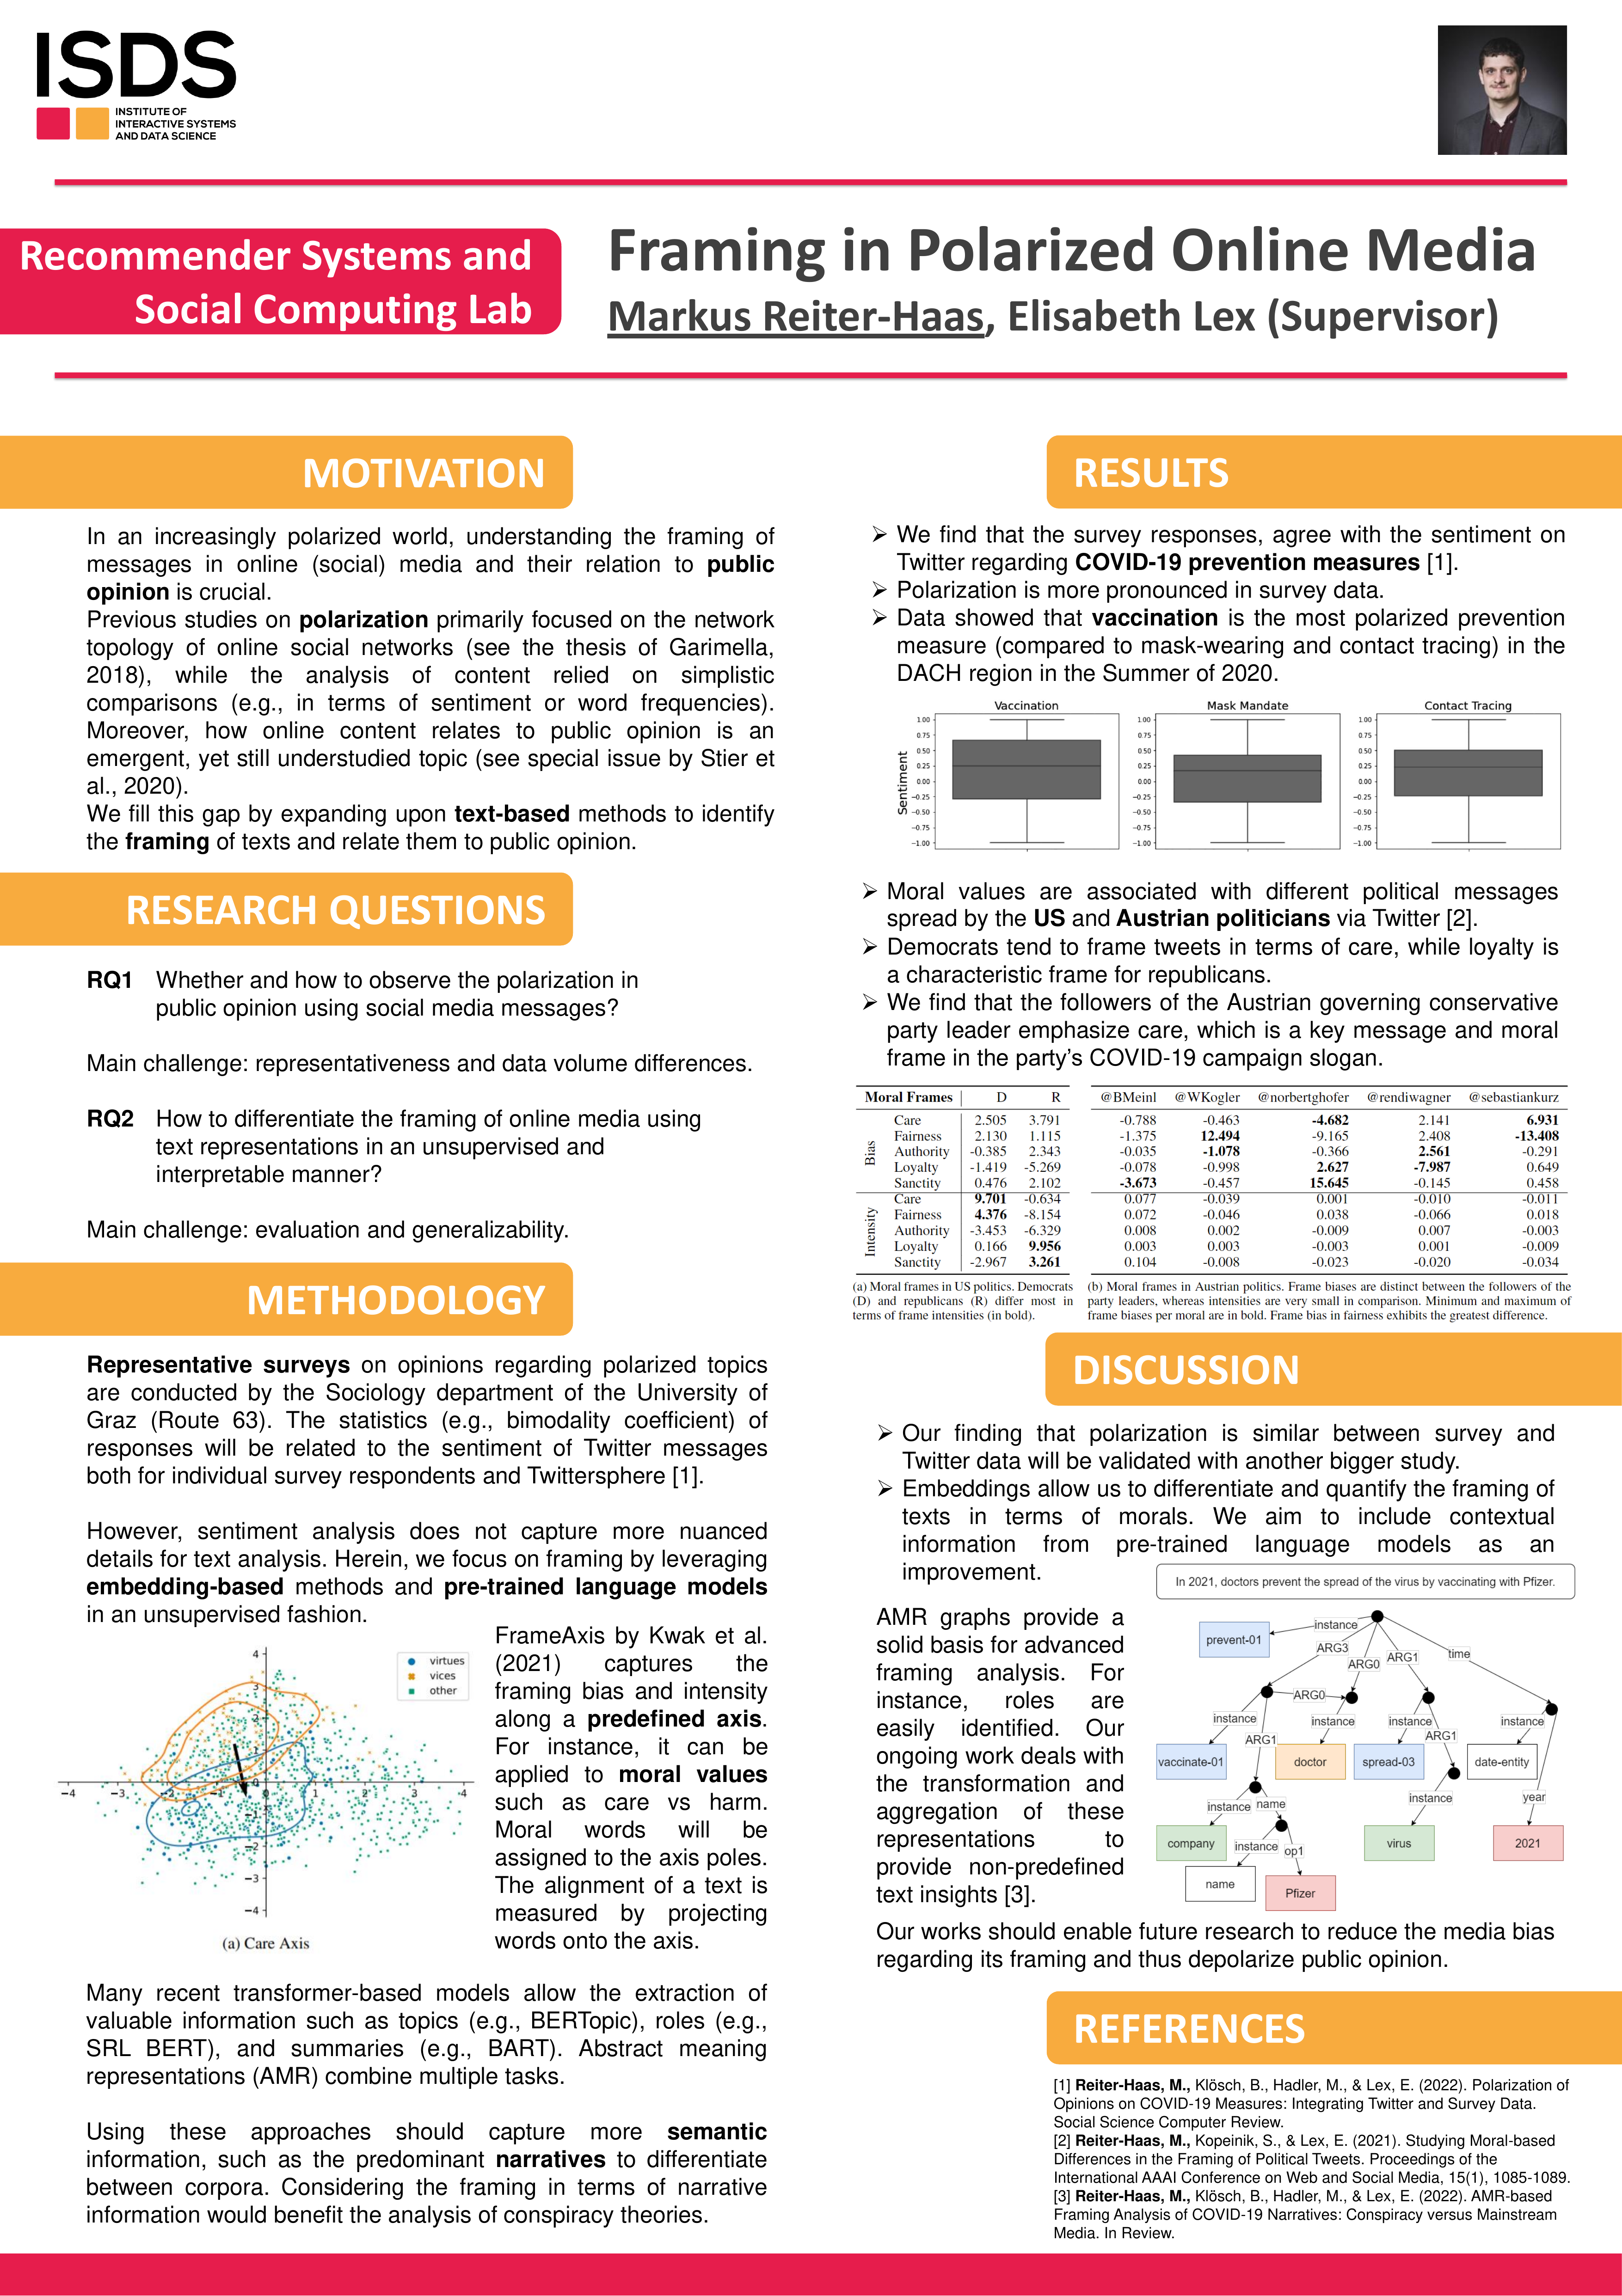 ISDS
INSTITUTE OF
INTERACTIVE SYSTEMS
AND DATA SCIENCE
Recommender Systems and
Social Computing Lab
Framing in Polarized Online Media
Markus Reiter-Haas, Elisabeth Lex (Supervisor)
MOTIVATION
In an increasingly polarized world, understanding the framing of
messages in online (social) media and their relation to public
opinion is crucial.
Previous studies on polarization primarily focused on the network
topology of online social networks (see the thesis of Garimella,
2018), while the analysis of content relied on simplistic
comparisons (e.g., in terms of sentiment or word frequencies).
Moreover, how online content relates to public opinion is an
emergent, yet still understudied topic (see special issue by Stier et
al., 2020).
We fill this gap by expanding upon text-based methods to identify
the framing of texts and relate them to public opinion.
RESEARCH QUESTIONS
RQ1 Whether and how to observe the polarization in
public opinion using social media messages?
Main challenge: representativeness and data volume differences.
RQ2 How to differentiate the framing of online media using
text representations in an unsupervised and
interpretable manner?
Main challenge: evaluation and generalizability.
METHODOLOGY
Representative surveys on opinions regarding polarized topics
are conducted by the Sociology department of the University of
Graz (Route 63). The statistics (e.g., bimodality coefficient) of
responses will be related to the sentiment of Twitter messages
both for individual survey respondents and Twittersphere [1].
However, sentiment analysis does not capture more nuanced
details for text analysis. Herein, we focus on framing by leveraging
embedding-based methods and pre-trained language models
in an unsupervised fashion.
virtues
vices
other
4
3
2
1
0
−1
−2
−3
−4
−4 −3 −2 −1 0 1 2 3 4
(a) Care Axis
FrameAxis by Kwak et al.
(2021) captures the
framing bias and intensity
along a predefined axis.
For instance, it can be
applied to moral values
such as care vs harm.
Moral words will be
assigned to the axis poles.
The alignment of a text is
measured by projecting
words onto the axis.
Many recent transformer-based models allow the extraction of
valuable information such as topics (e.g., BERTopic), roles (e.g.,
SRL BERT), and summaries (e.g., BART). Abstract meaning
representations (AMR) combine multiple tasks.
Using these approaches should capture more semantic
information, such as the predominant narratives to differentiate
between corpora. Considering the framing in terms of narrative
information would benefit the analysis of conspiracy theories.
RESULTS
➢ We find that the survey responses, agree with the sentiment on
Twitter regarding COVID-19 prevention measures [1].
➢ Polarization is more pronounced in survey data.
➢ Data showed that vaccination is the most polarized prevention
measure (compared to mask-wearing and contact tracing) in the
DACH region in the Summer of 2020.
Vaccination Mask Mandate Contact Tracing
Sentiment
1.00 1.00 1.00
0.75 0.75 0.75
0.50 0.50 0.50
0.25 0.25 0.25
0.00 0.00 0.00
−0.25 −0.25 −0.25
−0.50 −0.50 −0.50
−0.75 −0.75 −0.75
−1.00 −1.00 −1.00
➢ Moral values are associated with different political messages
spread by the US and Austrian politicians via Twitter [2].
➢ Democrats tend to frame tweets in terms of care, while loyalty is
a characteristic frame for republicans.
➢ We find that the followers of the Austrian governing conservative
party leader emphasize care, which is a key message and moral
frame in the party's COVID-19 campaign slogan.
Moral Frames D R @BMeinl @WKogler @norberghofer @rendiwagner @sebastiankurz
Bias
Care 2.505 3.791 -0.788 -0.463 -4.682 2.141 6.931
Fairness 2.130 1.115 -1.375 12.494 -9.165 2.408 -13.408
Authority -0.385 2.343 -0.035 -1.078 -0.366 2.561 -0.291
Loyalty -1.419 -5.269 -0.078 -0.998 2.627 -7.987 0.649
Sanctity 0.476 2.102 -3.673 -0.457 15.645 -0.145 0.458
Intensity
Care 9.701 -0.634 0.077 -0.039 0.001 -0.010 -0.011
Fairness 4.376 -8.154 0.072 -0.046 0.038 -0.066 0.018
Authority -3.453 -6.329 0.008 0.002 -0.009 0.007 -0.003
Loyalty 0.166 9.956 0.003 0.003 -0.003 0.001 -0.009
Sanctity -2.967 3.261 0.104 -0.008 -0.023 -0.020 -0.034
(a) Moral frames in US politics. Democrats
(D) and republicans (R) differ most in
terms of frame intensities (in bold).
(b) Moral frames in Austrian politics. Frame biases are distinct between the followers of the
party leaders, whereas intensities are very small in comparison. Minimum and maximum of
frame biases per moral are in bold. Frame bias in fairness exhibits the greatest difference.
DISCUSSION
➢ Our finding that polarization is similar between survey and
Twitter data will be validated with another bigger study.
➢ Embeddings allow us to differentiate and quantify the framing of
texts in terms of morals. We aim to include contextual
information from pre-trained language models as an
improvement.
AMR graphs provide a
solid basis for advanced
framing analysis. For
instance, roles are
easily identified. Our
ongoing work deals with
the transformation and
aggregation of these
representations to
provide non-predefined
text insights [3].
In 2021, doctors prevent the spread of the virus by vaccinating with Pfizer.
instance
prevent-01
ARG3 ARG0 ARG1 time
ARG0
instance ARG1 instance instance ARG1 instance
vaccinate-01 doctor spread-03 date-entity
instance name instance year
company virus 2021
instance op1
name Pfizer
Our works should enable future research to reduce the media bias
regarding its framing and thus depolarize public opinion.
REFERENCES
[1] Reiter-Haas, M., Klösch, B., Hadler, M., & Lex, E. (2022). Polarization of
Opinions on COVID-19 Measures: Integrating Twitter and Survey Data.
Social Science Computer Review.
[2] Reiter-Haas, M., Kopeinik, S., & Lex, E. (2021). Studying Moral-based
Differences in the Framing of Political Tweets. Proceedings of the
International AAAI Conference on Web and Social Media, 15(1), 1085-1089.
[3] Reiter-Haas, M., Klösch, B., Hadler, M., & Lex, E. (2022). AMR-based
Framing Analysis of COVID-19 Narratives: Conspiracy versus Mainstream
Media. In Review.